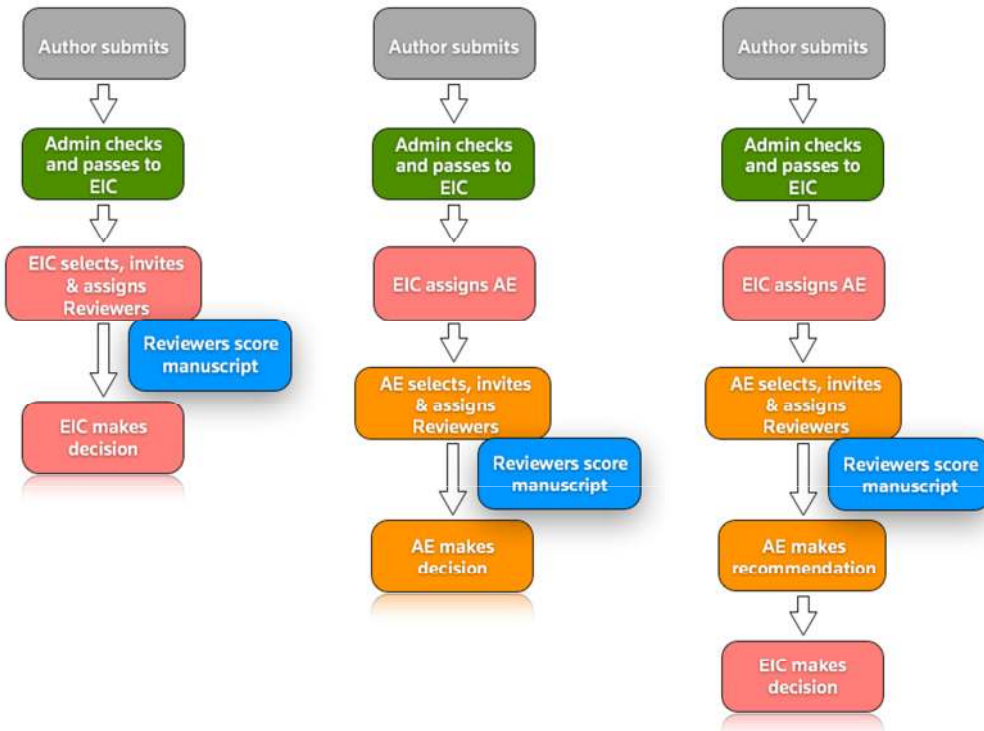 Author submits
Admin checks
and passes to
EIC
EIC selects, invites
& assigns
Reviewers
Reviewers score
manuscript
EIC makes
decision
Author submits
Admin checks
and passes to
EIC
EIC assigns AE
AE selects, invites
& assigns
Reviewers
Reviewers score
manuscript
AE makes
decision
Author submits
Admin checks
and passes to
EIC
EIC assigns AE
AE selects, invites
& assigns
Reviewers
Reviewers score
manuscript
AE makes
recommendation
EIC makes
decision